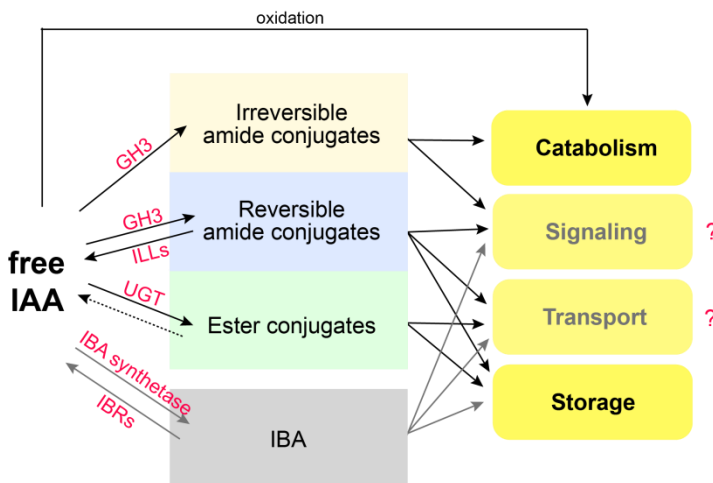 oxidation
Irreversible
amide conjugates
Catabolism
GH3
GH3
Reversible
amide conjugates
Signaling
?
ILLs
free
IAA
UGT
Ester conjugates
Transport
?
IBA synthetase
IBRs
IBA
Storage